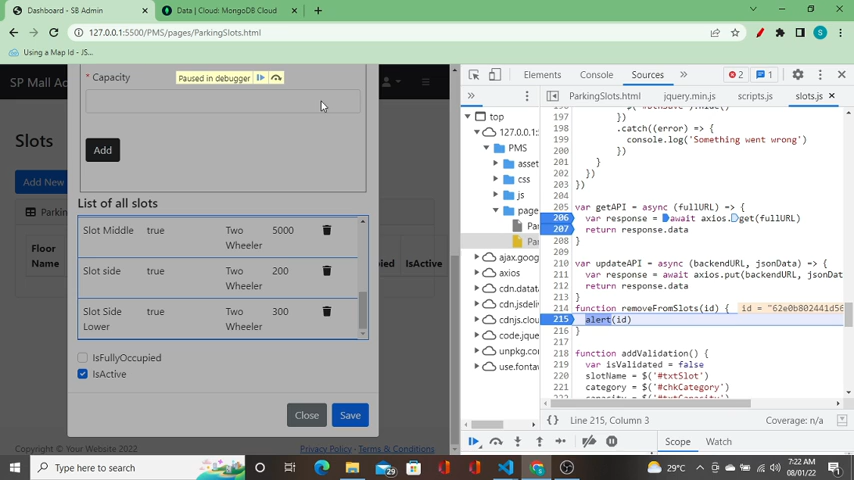 Dashboard - SB Admin
Data | Cloud: MongoDB Cloud
127.0.0.1:5500/PMS/pages/ParkingSlots.html
Using a Map Id - JS...
SP Mall Ad
Slots
Add New
Parkin
Floor Name
ied
IsActive
Copyright © Your Website 2022
Privacy Policy · Terms & Conditions
* Capacity
Paused in debugger
Add
List of all slots
Slot Middle true Two Wheeler 5000
Slot side true Two Wheeler 200
Slot Side Lower true Two Wheeler 300
IsFullyOccupied
IsActive
Close
Save
Elements Console Sources » 2 1
» ParkingSlots.html jquery.min.js scripts.js slots.js
top
127.0.0.1:
PMS
asset
css
js
page
Par
Par
ajax.goog
axios
cdn.datat
cdn.jsdeliv
cdnjs.clou
code.jque
unpkg.con
use.fontav
197 })
198 .catch((error) => {
199 console.log('Something went wrong')
200 })
201 }
202 })
203 })
204
205 var getAPI = async (fullURL) => {
206 var response = await axios.get(fullURL)
207 return response.data
208 }
209
210 var updateAPI = async (backendURL, jsonData) => {
211 var response = await axios.put(backendURL, jsonDat
212 return response.data
213 }
214 function removeFromSlots(id) { id = "62e0b802441d56
215 alert(id)
216 }
217
218 function addValidation() {
219 var isValidated = false
220 slotName = $('#txtSlot')
221 category = $('#chkCategory')
{} Line 215, Column 3 Coverage: n/a
Scope Watch
Type here to search
29
29°C
7:22 AM
08/01/22